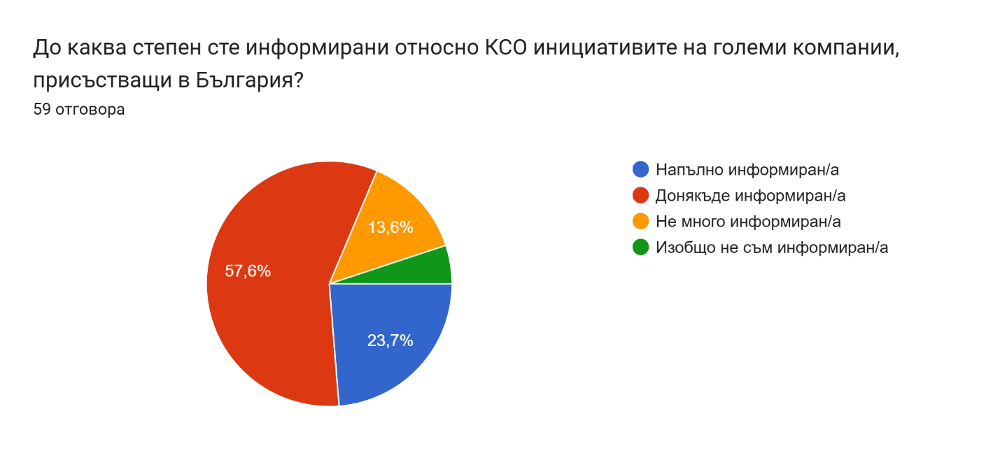 До каква степен сте информирани относно КСО инициативите на големи компании,
присъстващи в България?
59 отговора
Напълно информиран/а
Донякъде информиран/а
Не много информиран/а
Изобщо не съм информиран/а
13,6%
57,6%
23,7%